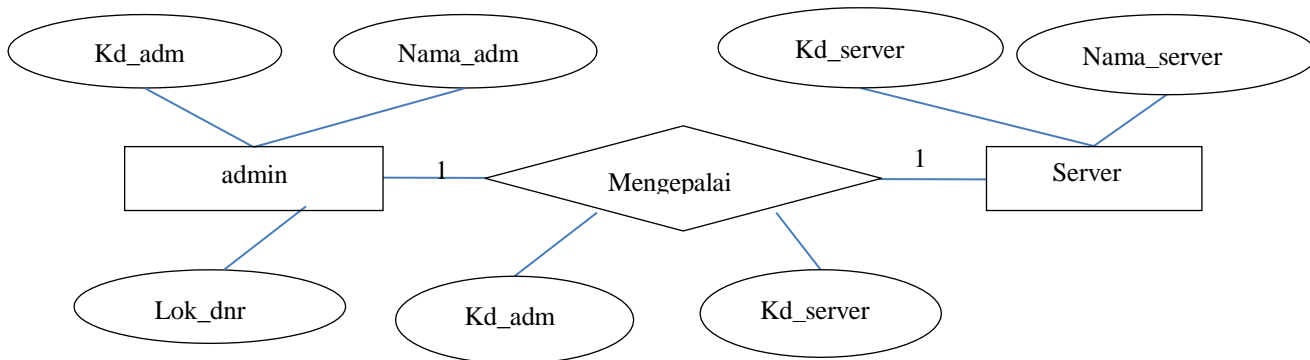 Kd_adm
Nama_adm
Kd_server
Nama_server
admin
1
Mengepalai
1
Server
Lok_dnr
Kd_adm
Kd_server